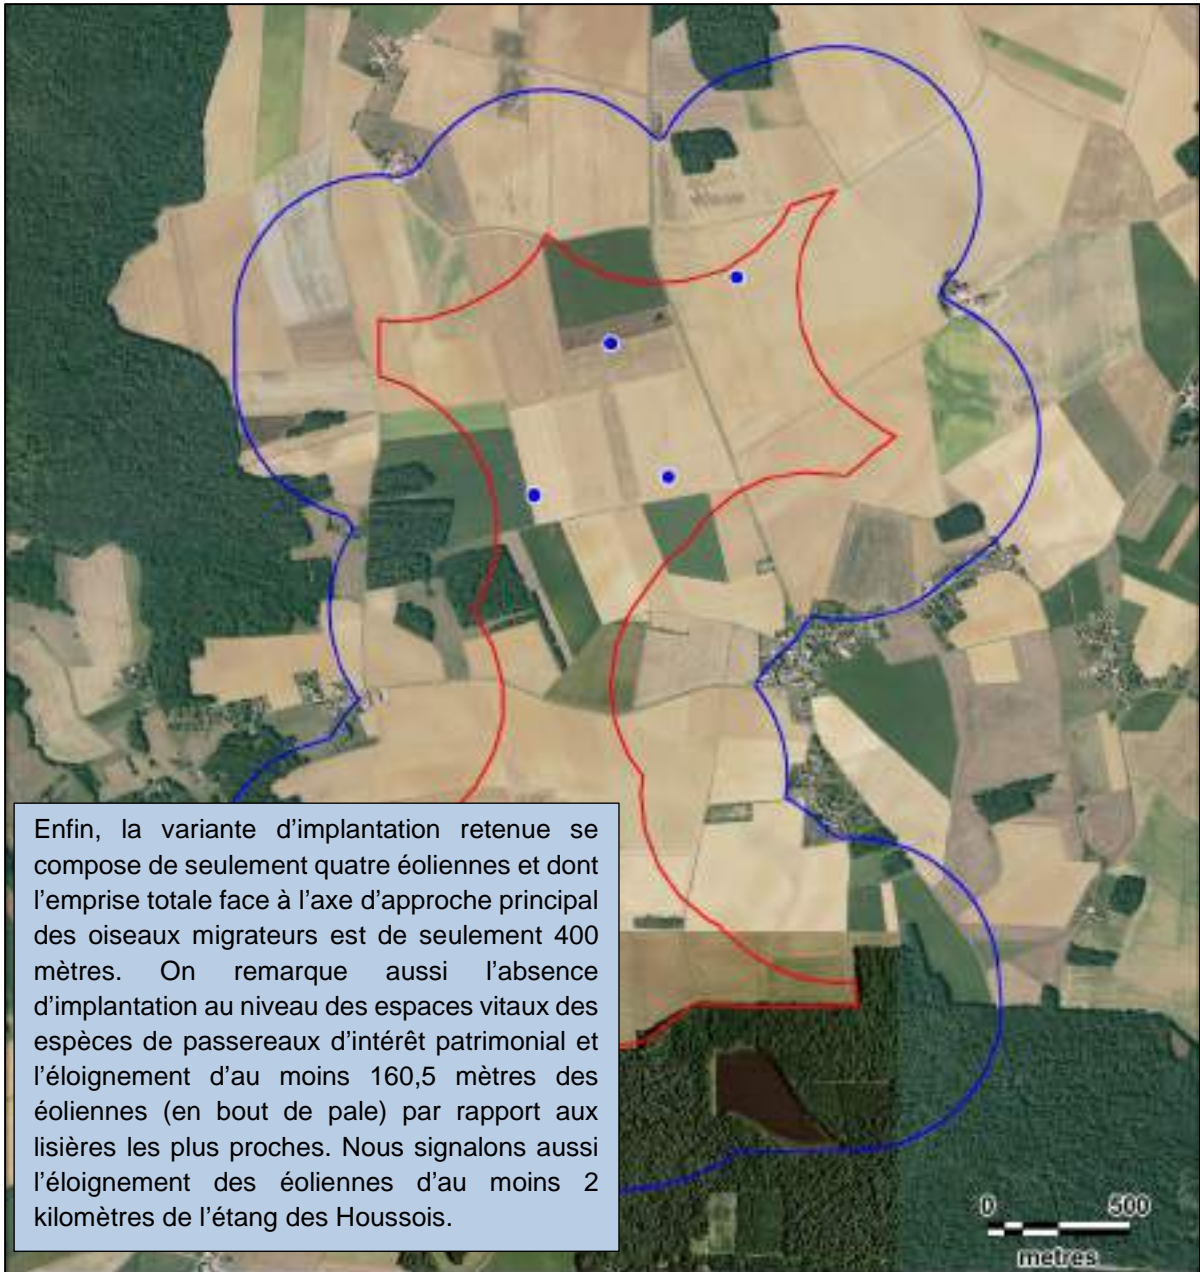 Enfin, la variante d'implantation retenue se
compose de seulement quatre éoliennes et dont
l'emprise totale face à l'axe d'approche principal
des oiseaux migrateurs est de seulement 400
mètres. On remarque aussi l'absence
d'implantation au niveau des espaces vitaux des
espèces de passereaux d'intérêt patrimonial et
l'éloignement d'au moins 160,5 mètres des
éoliennes (en bout de pale) par rapport aux
lisières les plus proches. Nous signalons aussi
l'éloignement des éoliennes d'au moins 2
kilomètres de l'étang des Houssois.
0 500
metres